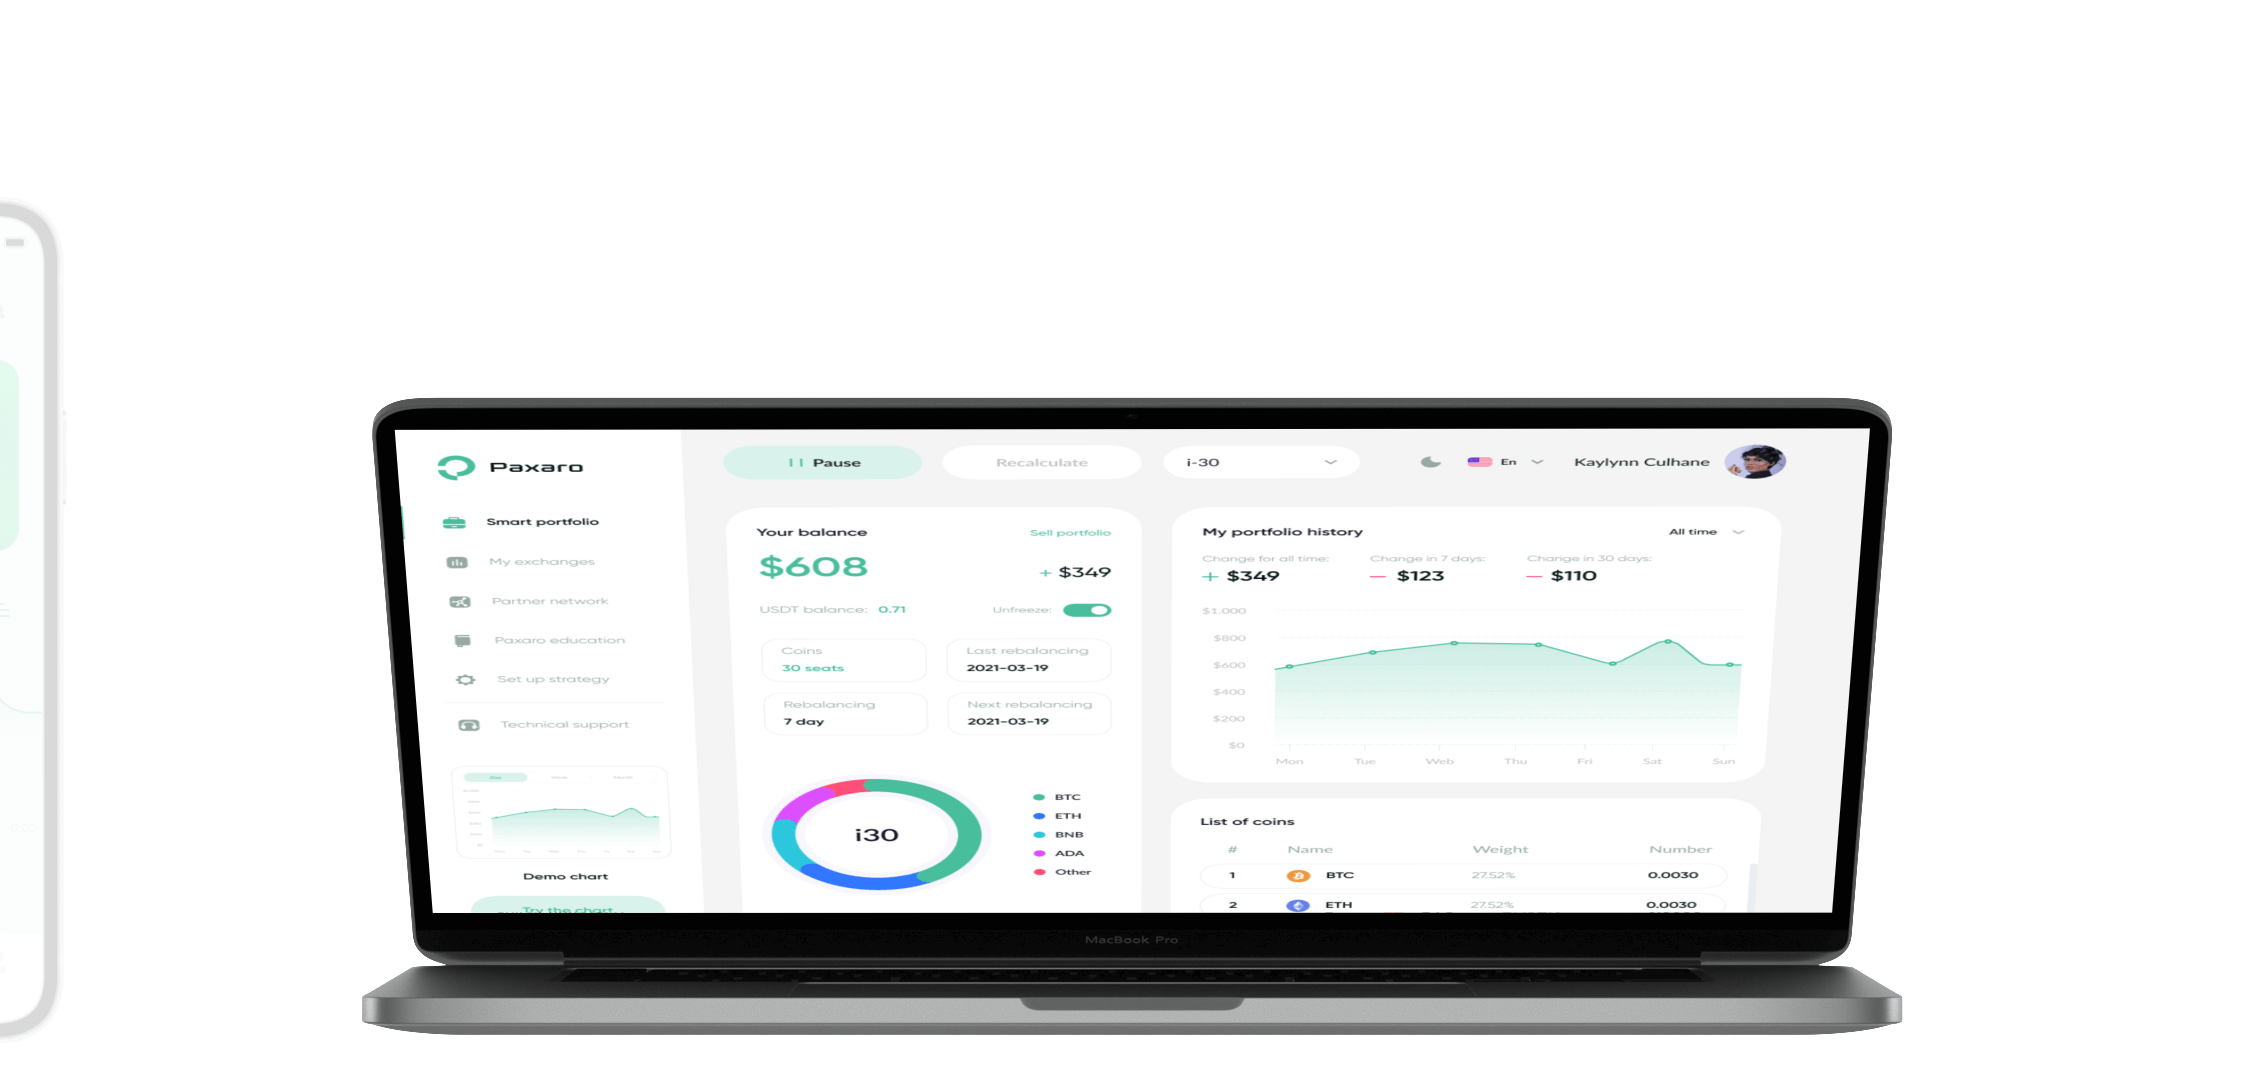 Paxaro
Pause
Recalculate
i-30
En
Kaylynn Culhane
Smart portfolio
My exchanges
Partner network
Paxaro education
Set up strategy
Technical support
Demo chart
Try the chart
Your balance
Sell portfolio
$608
+ $349
USDT balance: 0.71
Unfreeze:
Coins
30 seats
Last rebalancing
2021-03-19
Rebalancing
7 day
Next rebalancing
2021-03-19
i30
BTC
ETH
BNB
ADA
Other
My portfolio history
All time
Change for all time:
Change in 7 days:
Change in 30 days:
+ $349
— $123
— $110
$1.000
$800
$600
$400
$200
$0
Mon Tue Web Thu Fri Sat Sun
List of coins
# Name Weight Number
1 BTC 27.52% 0.0030
2 ETH 27.52% 0.0030
MacBook Pro